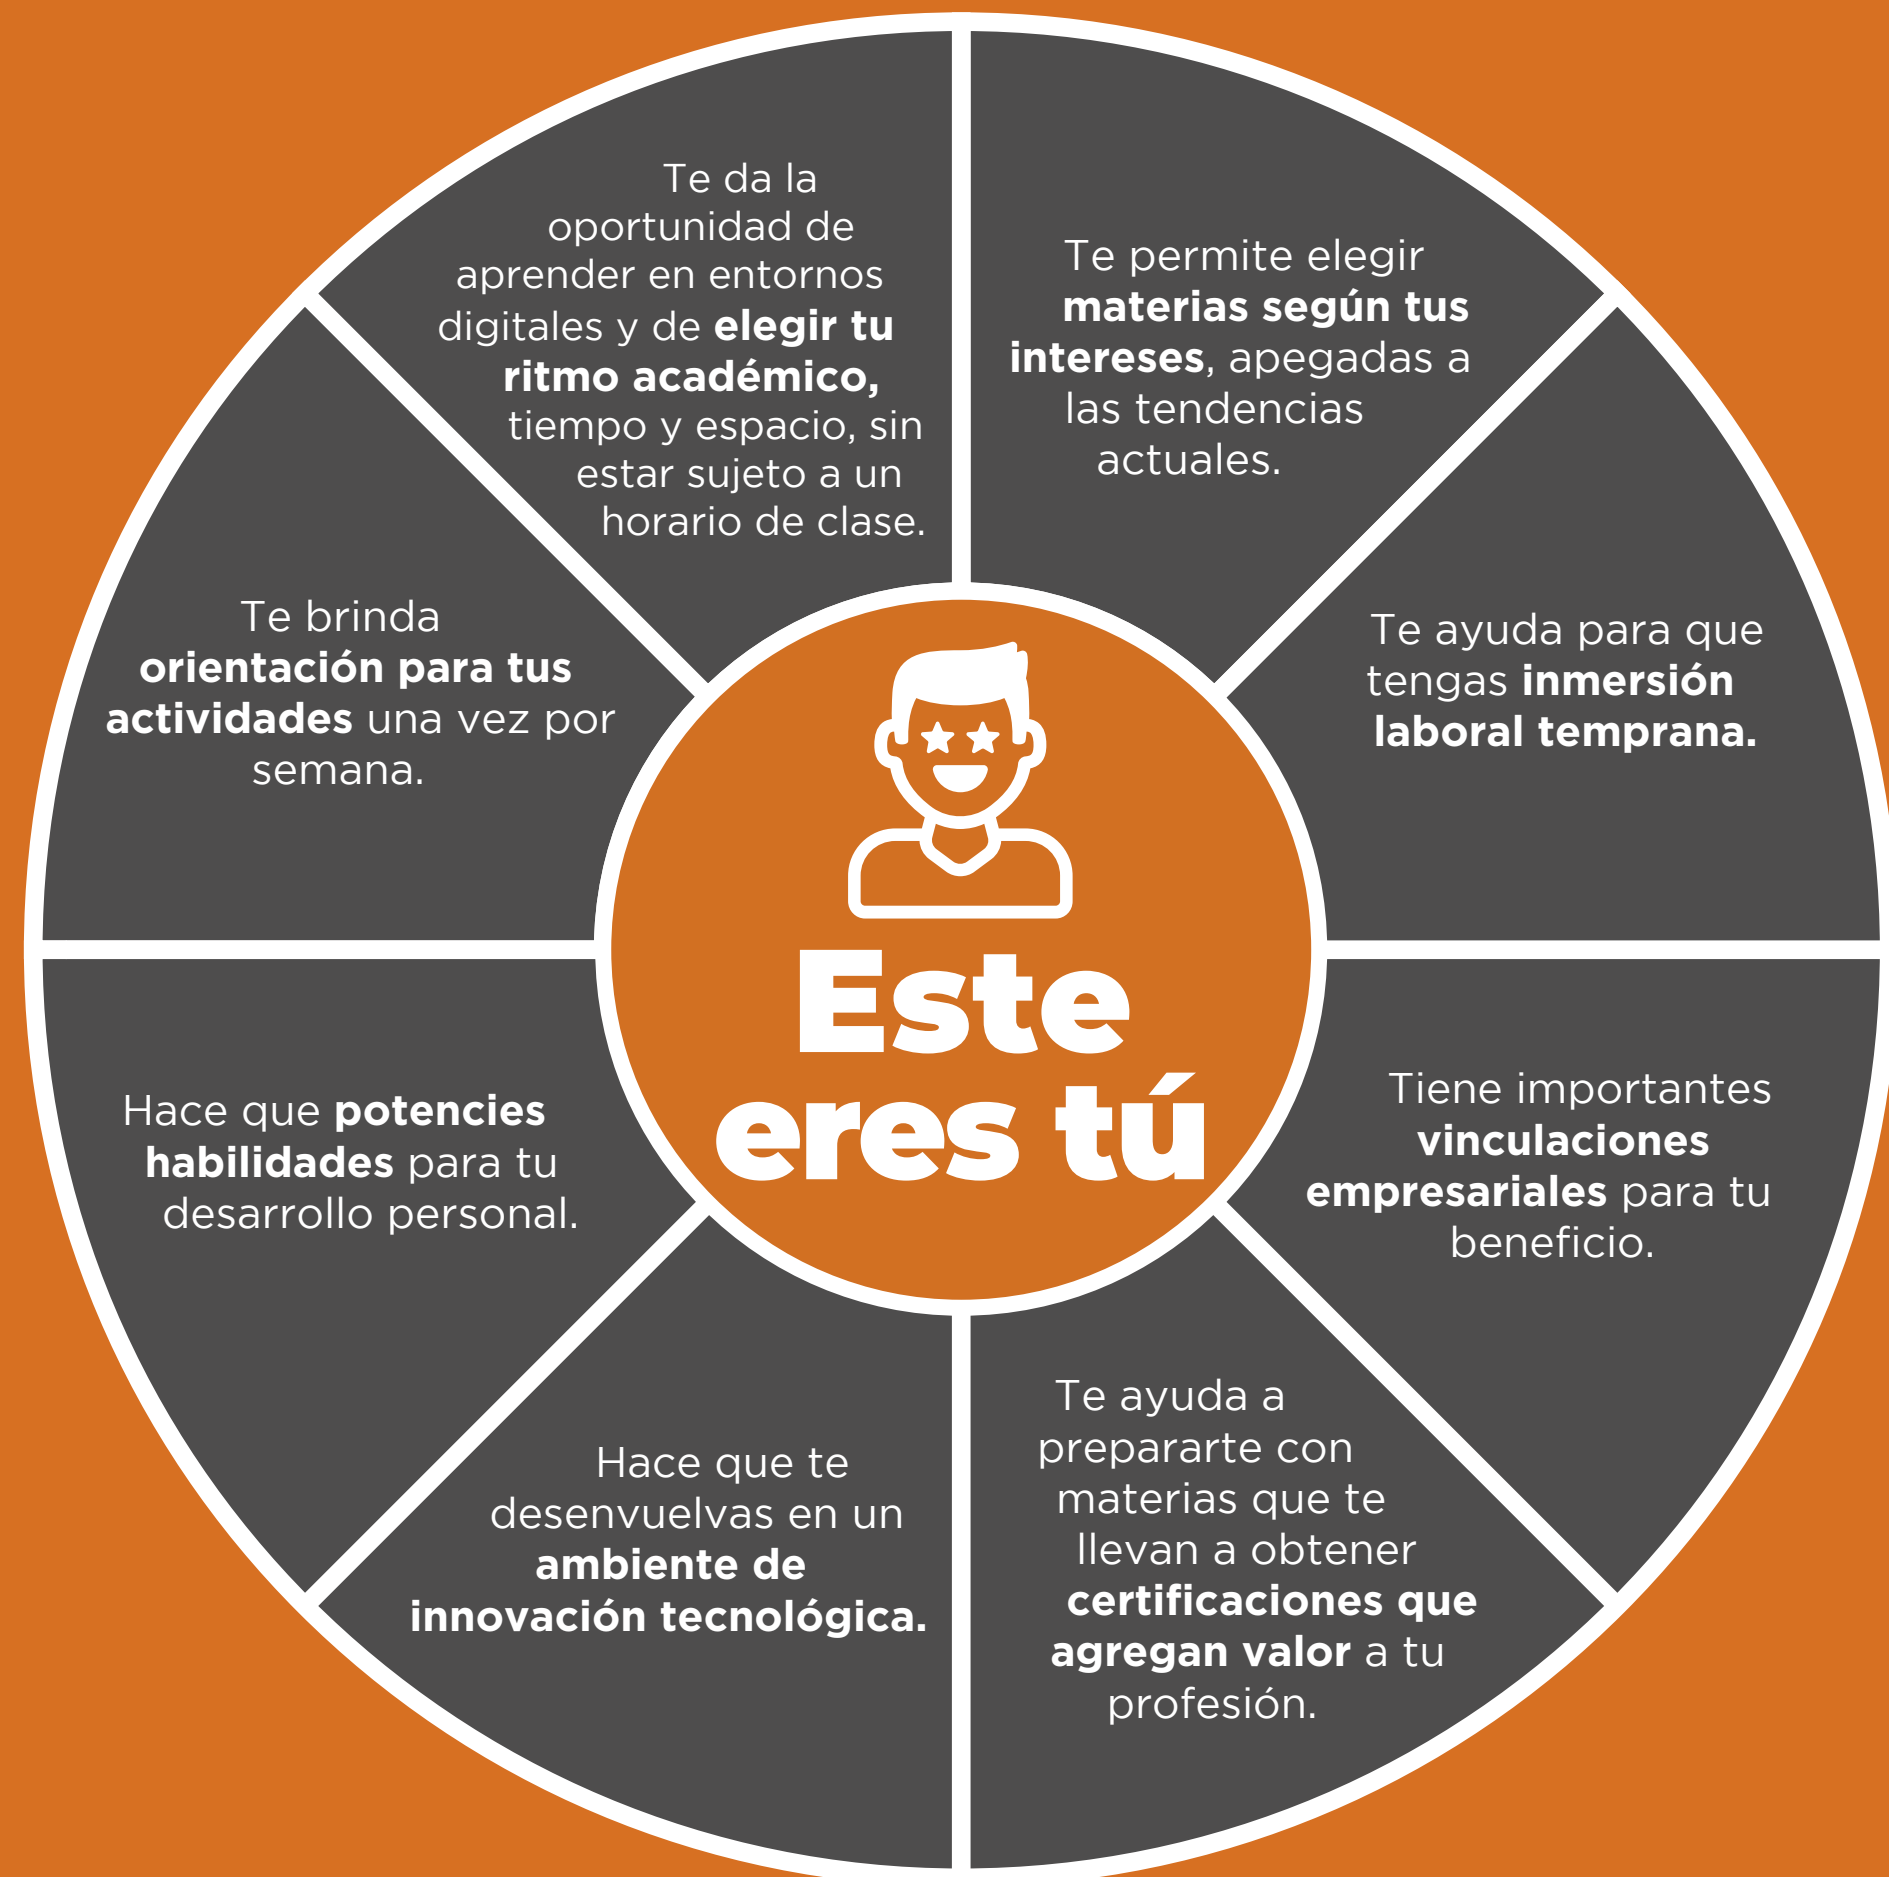 Te da la
oportunidad de
aprender en entornos
digitales y de elegir tu
ritmo académico,
tiempo y espacio, sin
estar sujeto a un
horario de clase.
Te permite elegir
materias según tus
intereses, apegadas a
las tendencias
actuales.
Te ayuda para que
tengas inmersión
laboral temprana.
Tiene importantes
vinculaciones
empresariales para tu
beneficio.
Te ayuda a
prepararte con
materias que te
llevan a obtener
certificaciones que
agregan valor a tu
profesión.
Hace que te
desenvuelvas en un
ambiente de
innovación tecnológica.
Hace que potencies
habilidades para tu
desarrollo personal.
Te brinda
orientación para tus
actividades una vez por
semana.
Este
eres tú